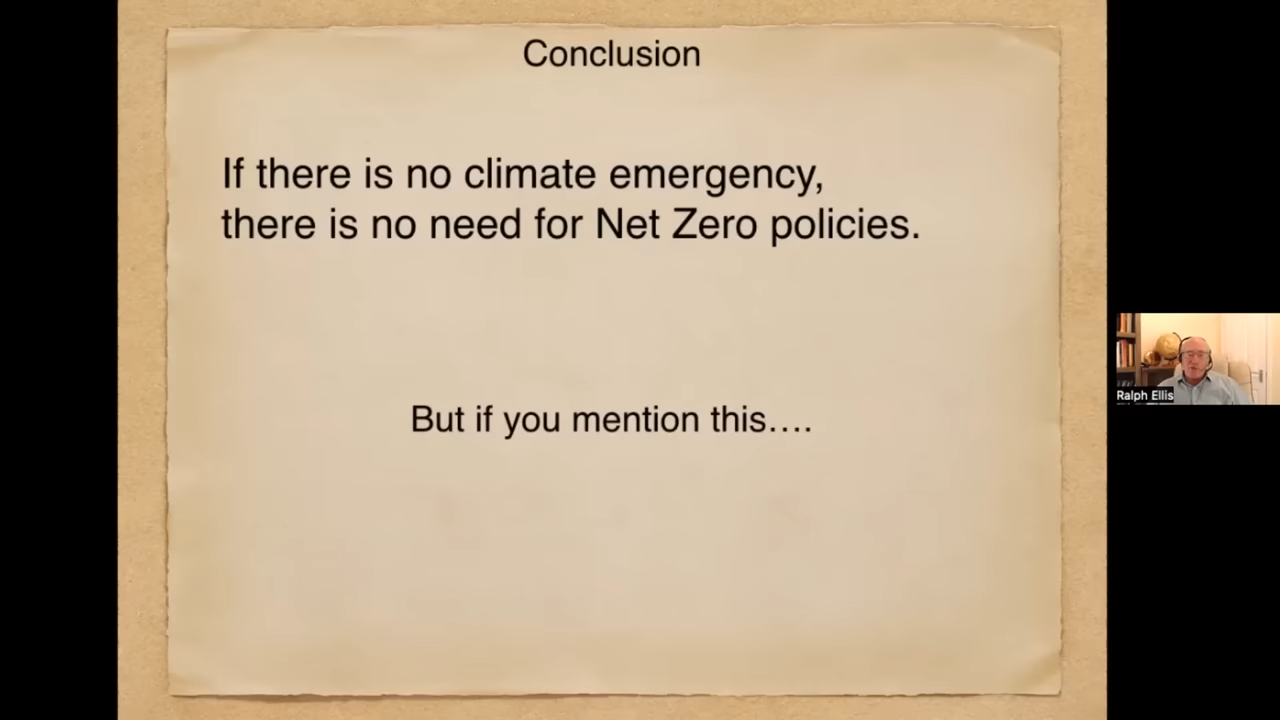 Conclusion
If there is no climate emergency,
there is no need for Net Zero policies.
But if you mention this….
Ralph Ellis